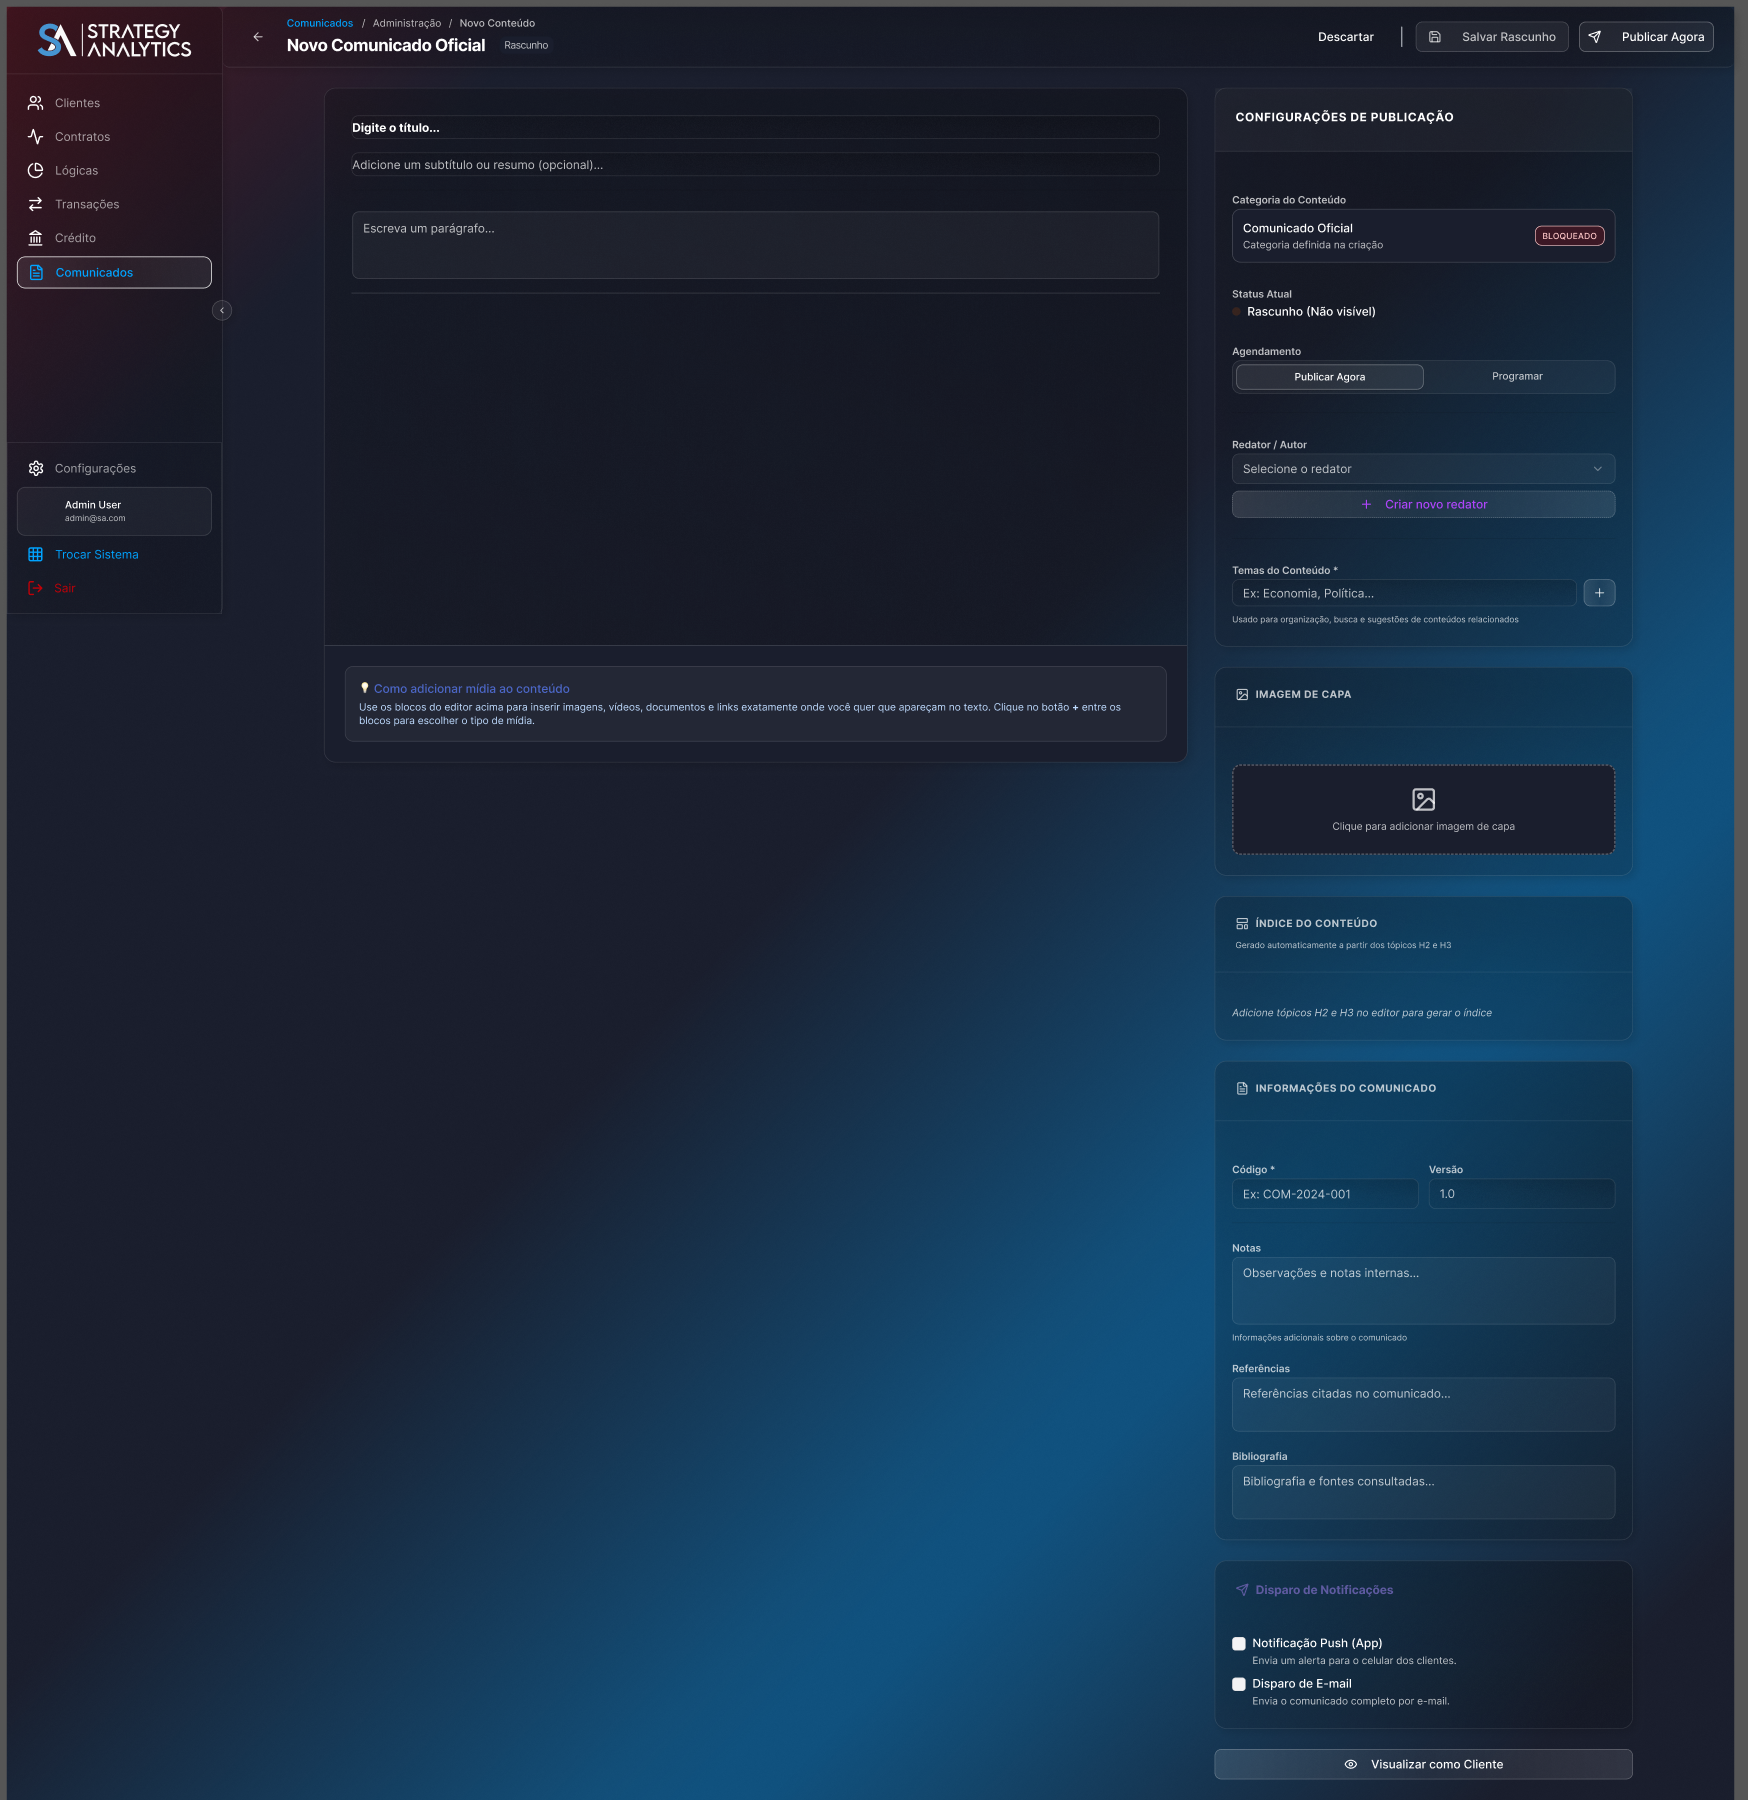 STRATEGY
ANALYTICS
Clientes
Contratos
Lógicas
Transações
Crédito
Comunicados
Configurações
Admin User
admin@sa.com
Trocar Sistema
Sair
Comunicados / Administração / Novo Conteúdo
Novo Comunicado Oficial Rascunho
Descartar
Salvar Rascunho
Publicar Agora
Digite o título...
Adicione um subtítulo ou resumo (opcional)...
Escreva um parágrafo...
Como adicionar mídia ao conteúdo
Use os blocos do editor acima para inserir imagens, vídeos, documentos e links exatamente onde você quer que apareçam no texto. Clique no botão + entre os
blocos para escolher o tipo de mídia.
CONFIGURAÇÕES DE PUBLICAÇÃO
Categoria do Conteúdo
Comunicado Oficial
Categoria definida na criação
BLOQUEADO
Status Atual
Rascunho (Não visível)
Agendamento
Publicar Agora
Programar
Redator / Autor
Selecione o redator
+ Criar novo redator
Temas do Conteúdo *
Ex: Economia, Política...
+
Usado para organização, busca e sugestões de conteúdos relacionados
IMAGEM DE CAPA
Clique para adicionar imagem de capa
ÍNDICE DO CONTEÚDO
Gerado automaticamente a partir dos tópicos H2 e H3
Adicione tópicos H2 e H3 no editor para gerar o índice
INFORMAÇÕES DO COMUNICADO
Código * Versão
Ex: COM-2024-001 1.0
Notas
Observações e notas internas...
Informações adicionais sobre o comunicado
Referências
Referências citadas no comunicado...
Bibliografia
Bibliografia e fontes consultadas...
Disparo de Notificações
Notificação Push (App)
Envia um alerta para o celular dos clientes.
Disparo de E-mail
Envia o comunicado completo por e-mail.
Visualizar como Cliente